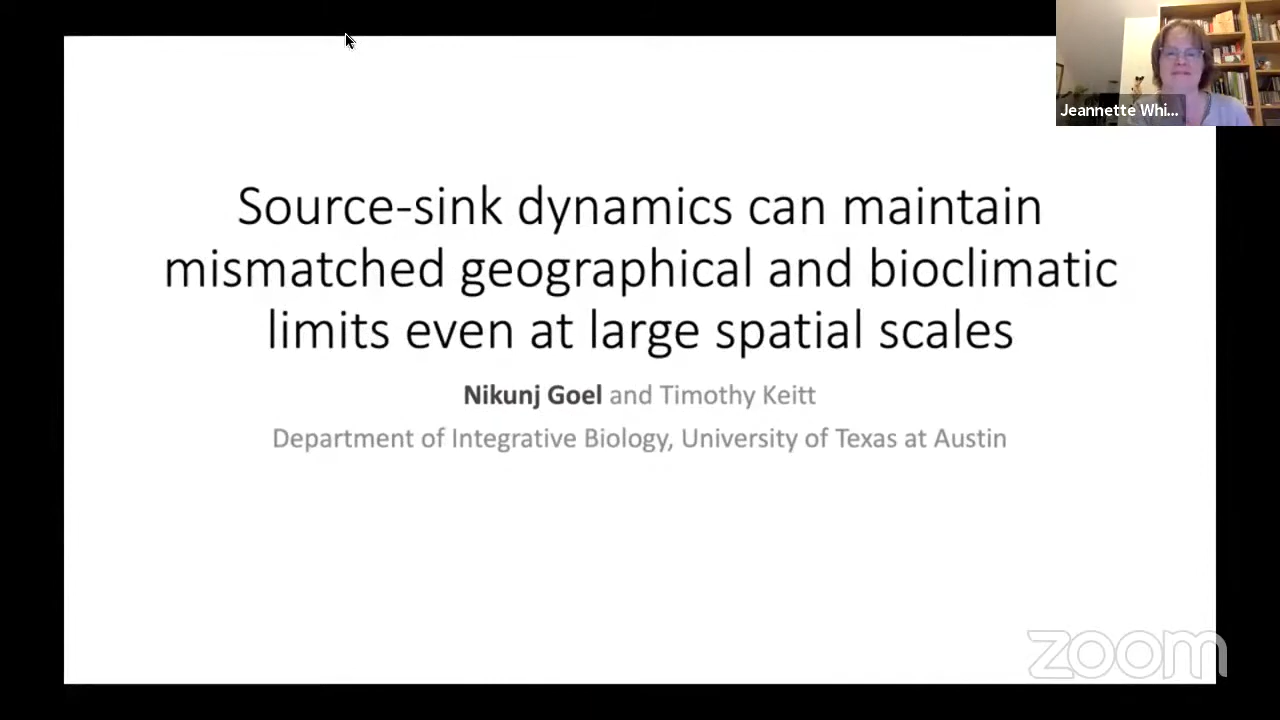 Jeannette Whi...
Source-sink dynamics can maintain
mismatched geographical and bioclimatic
limits even at large spatial scales
Nikunj Goel and Timothy Keitt
Department of Integrative Biology, University of Texas at Austin
zoom